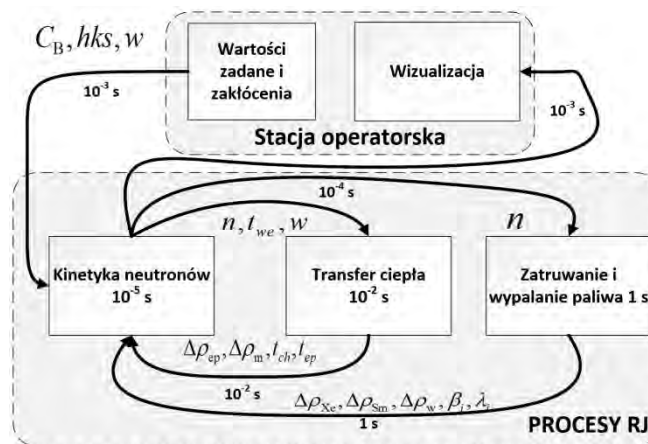 C_B, hks, w
Wartości
zadane i
zakłócenia
Wizualizacja
10⁻³ s
10⁻³ s
Stacja operatorska
10⁻⁴ s
n, t_we, w
n
Kinetyka neutronów
10⁻⁵ s
Transfer ciepła
10⁻² s
Zatruwanie i
wypalanie paliwa 1 s
Δρ_ep, Δρ_m, t_ch, t_ep
10⁻² s
Δρ_Xe, Δρ_Sm, Δρ_w, β_i, λ_i
1 s
PROCESY RJ